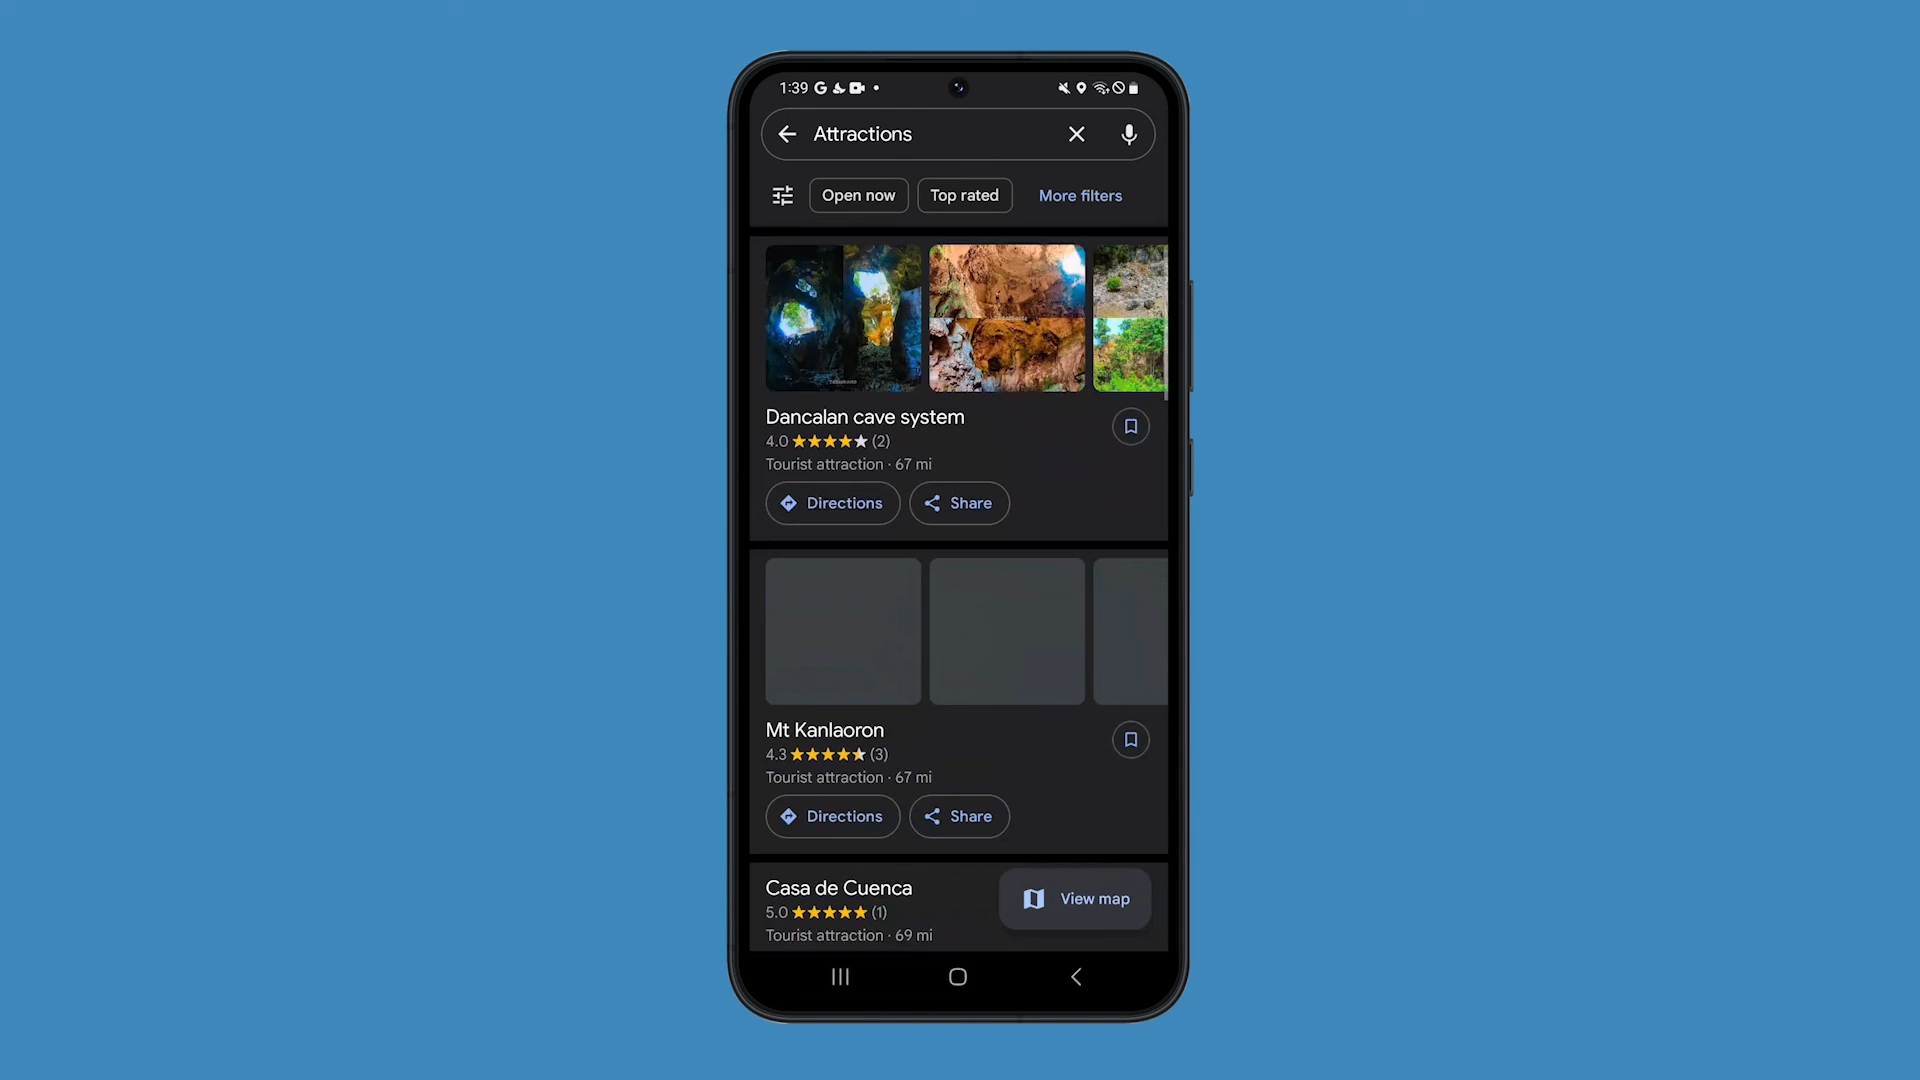 1:39
Attractions
Open now
Top rated
More filters
Dancalan cave system
4.0 (2)
Tourist attraction · 67 mi
Directions
Share
Mt Kanlaoron
4.3 (3)
Tourist attraction · 67 mi
Directions
Share
Casa de Cuenca
5.0 (1)
Tourist attraction · 69 mi
View map